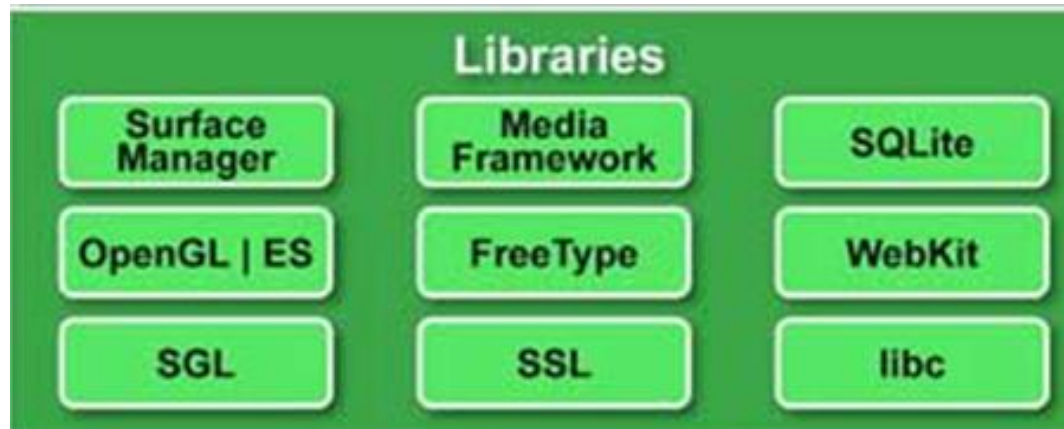 Libraries
Surface
Manager
Media
Framework
SQLite
OpenGL | ES
FreeType
WebKit
SGL
SSL
libc